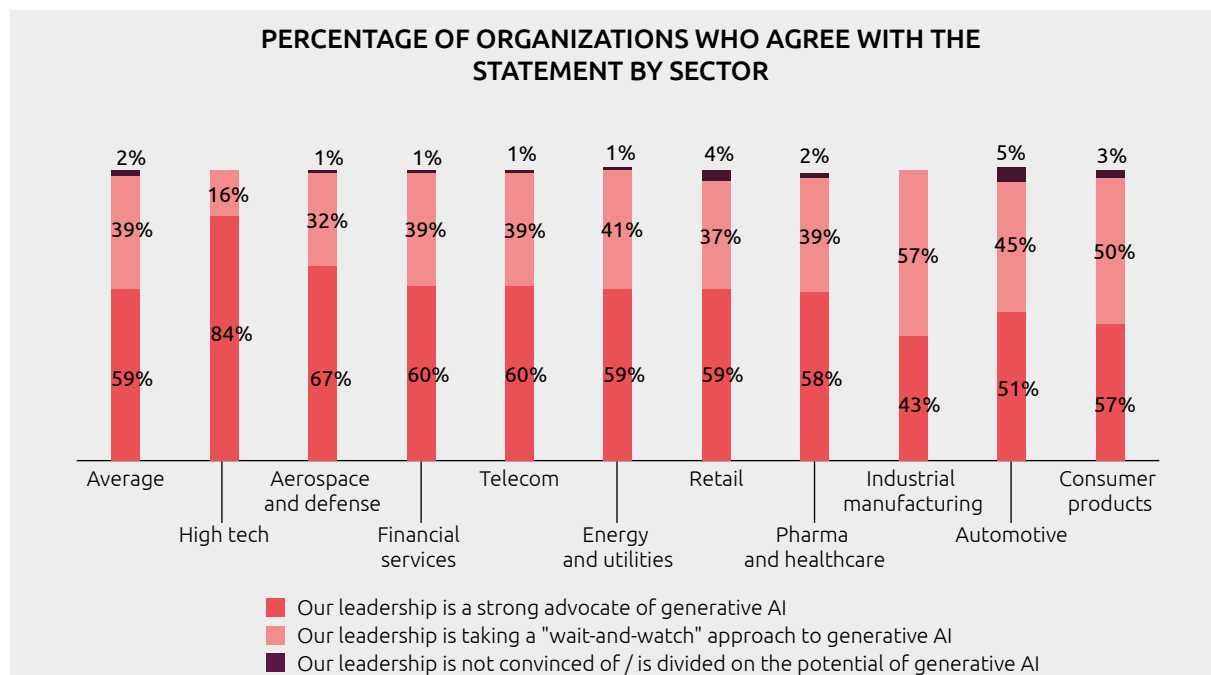 PERCENTAGE OF ORGANIZATIONS WHO AGREE WITH THE
STATEMENT BY SECTOR
2%
1%
1%
1%
1%
4%
2%
5%
3%
39%
16%
32%
39%
39%
41%
37%
39%
57%
45%
50%
59%
84%
67%
60%
60%
59%
59%
58%
43%
51%
57%
Average
High tech
Aerospace
and defense
Financial
services
Telecom
Energy
and utilities
Retail
Pharma
and healthcare
Industrial
manufacturing
Automotive
Consumer
products
Our leadership is a strong advocate of generative AI
Our leadership is taking a "wait-and-watch" approach to generative AI
Our leadership is not convinced of / is divided on the potential of generative AI